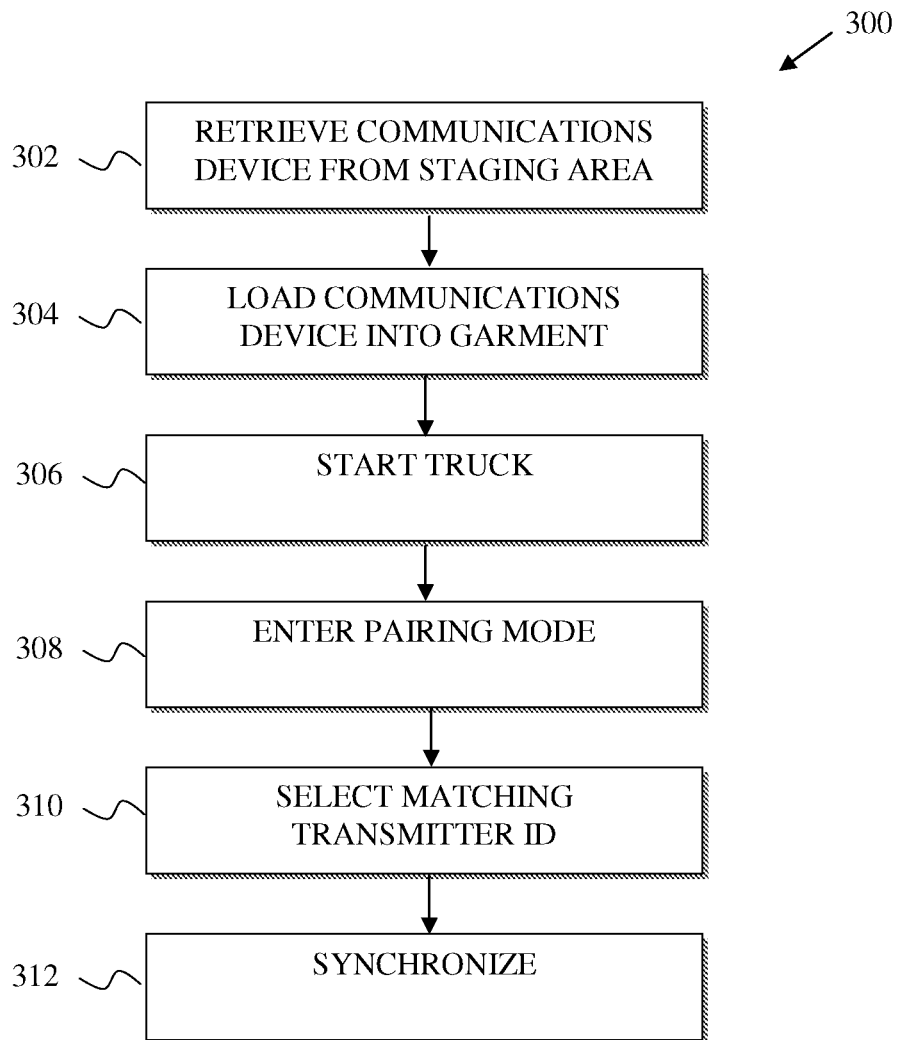 300
302
RETRIEVE COMMUNICATIONS
DEVICE FROM STAGING AREA
304
LOAD COMMUNICATIONS
DEVICE INTO GARMENT
306
START TRUCK
308
ENTER PAIRING MODE
310
SELECT MATCHING
TRANSMITTER ID
312
SYNCHRONIZE